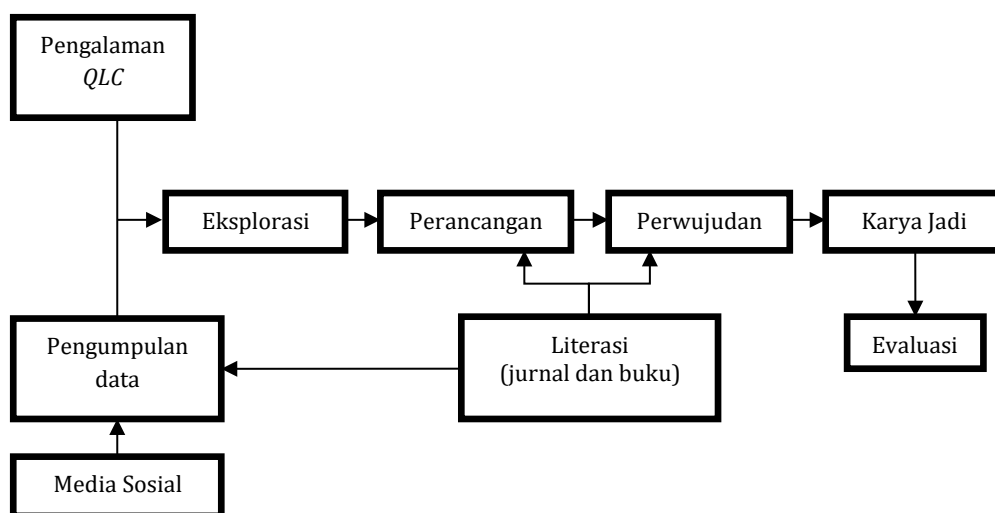 Pengalaman
QLC
Eksplorasi
Perancangan
Perwujudan
Karya Jadi
Pengumpulan
data
Literasi
(jurnal dan buku)
Evaluasi
Media Sosial